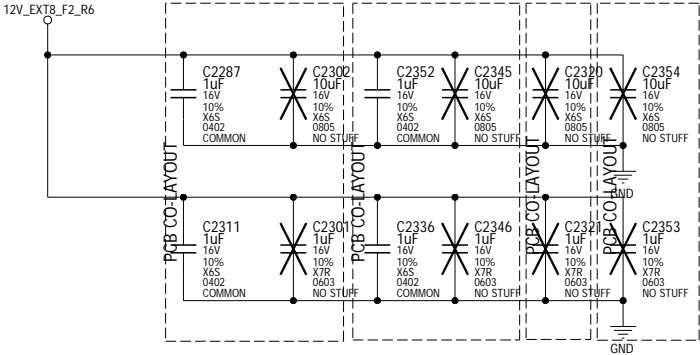 12V_EXT8_F2_R6
C2287
1uF
16V
10%
X6S
0402
COMMON
C2302
10uF
16V
10%
X6S
0805
NO STUFF
C2352
1uF
16V
10%
X6S
0402
COMMON
C2345
10uF
16V
10%
X6S
0805
NO STUFF
C2320
10uF
16V
10%
X6S
0805
NO STUFF
C2354
10uF
16V
10%
X6S
0805
NO STUFF
GND
PCB CO-LAYOUT
PCB CO-LAYOUT
PCB CO-LAYOUT
PCB CO-LAYOUT
C2311
1uF
16V
10%
X6S
0402
COMMON
C2301
1uF
16V
10%
X7R
0603
NO STUFF
C2336
1uF
16V
10%
X6S
0402
COMMON
C2346
1uF
16V
10%
X7R
0603
NO STUFF
C2321
1uF
16V
10%
X7R
0603
NO STUFF
C2353
1uF
16V
10%
X7R
0603
NO STUFF
GND